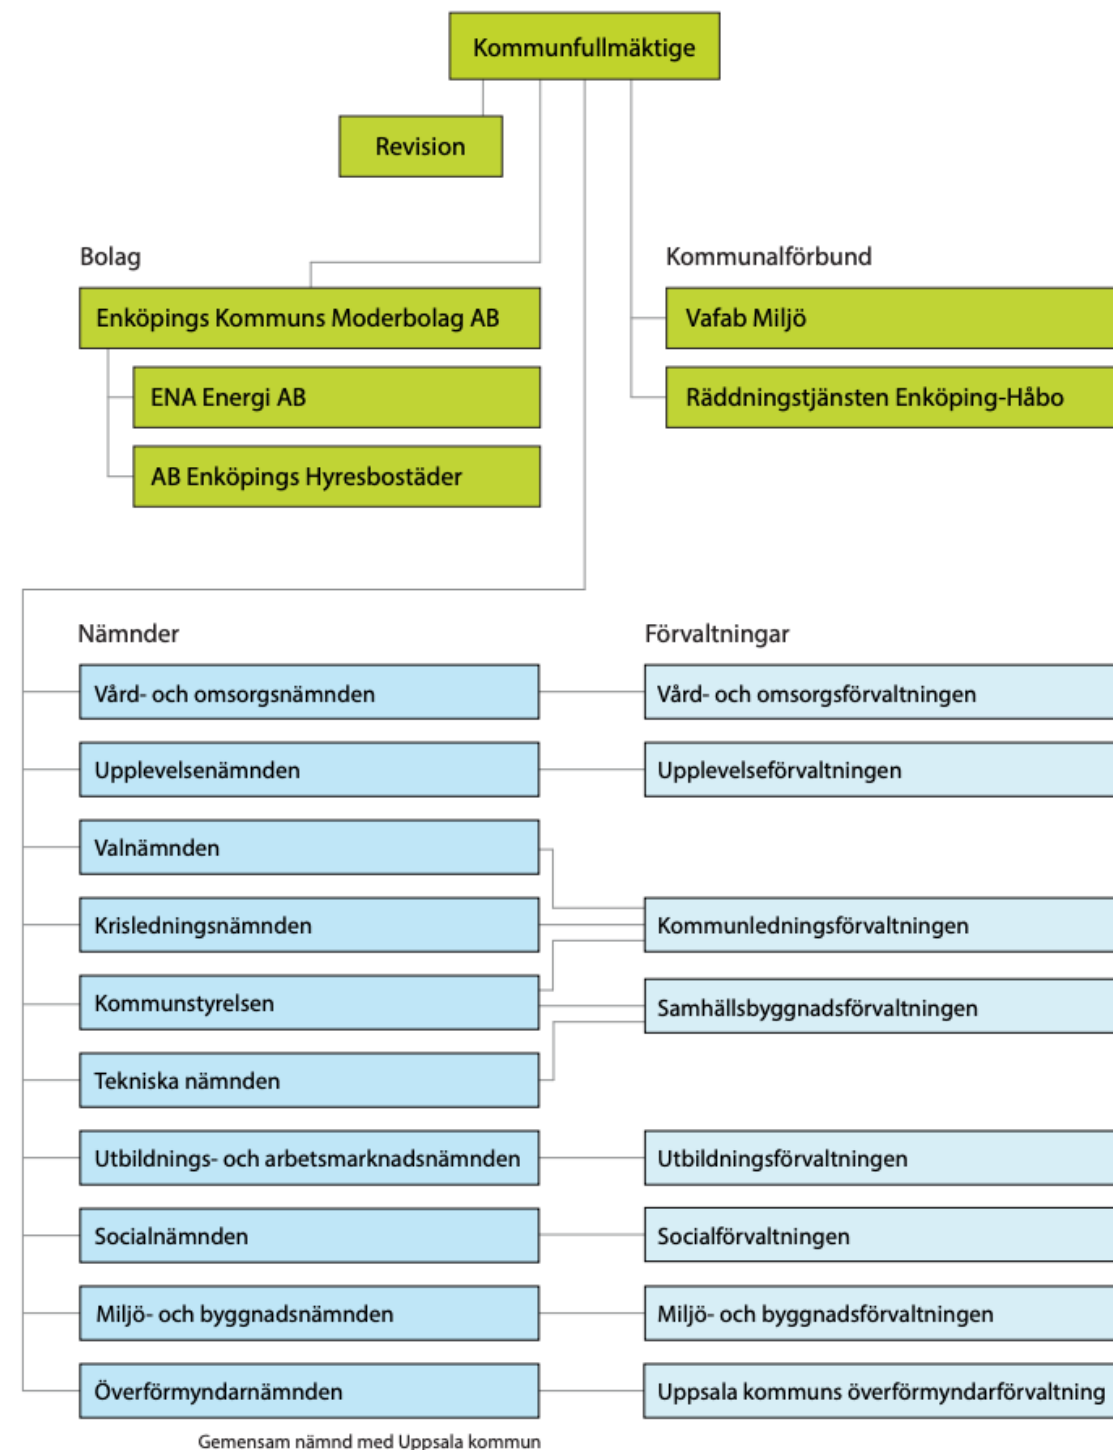 Kommunfullmäktige
Revision
Bolag
Enköpings Kommuns Moderbolag AB
ENA Energi AB
AB Enköpings Hyresbostäder
Kommunalförbund
Vafab Miljö
Räddningstjänsten Enköping-Håbo
Nämnder
Förvaltningar
Vård- och omsorgsnämnden
Vård- och omsorgsförvaltningen
Upplevelsenämnden
Upplevelseförvaltningen
Valnämnden
Krisledningsnämnden
Kommunledningsförvaltningen
Kommunstyrelsen
Samhällsbyggnadsförvaltningen
Tekniska nämnden
Utbildnings- och arbetsmarknadsnämnden
Utbildningsförvaltningen
Socialnämnden
Socialförvaltningen
Miljö- och byggnadsnämnden
Miljö- och byggnadsförvaltningen
Överförmyndarnämnden
Uppsala kommuns överförmyndarförvaltning
Gemensam nämnd med Uppsala kommun